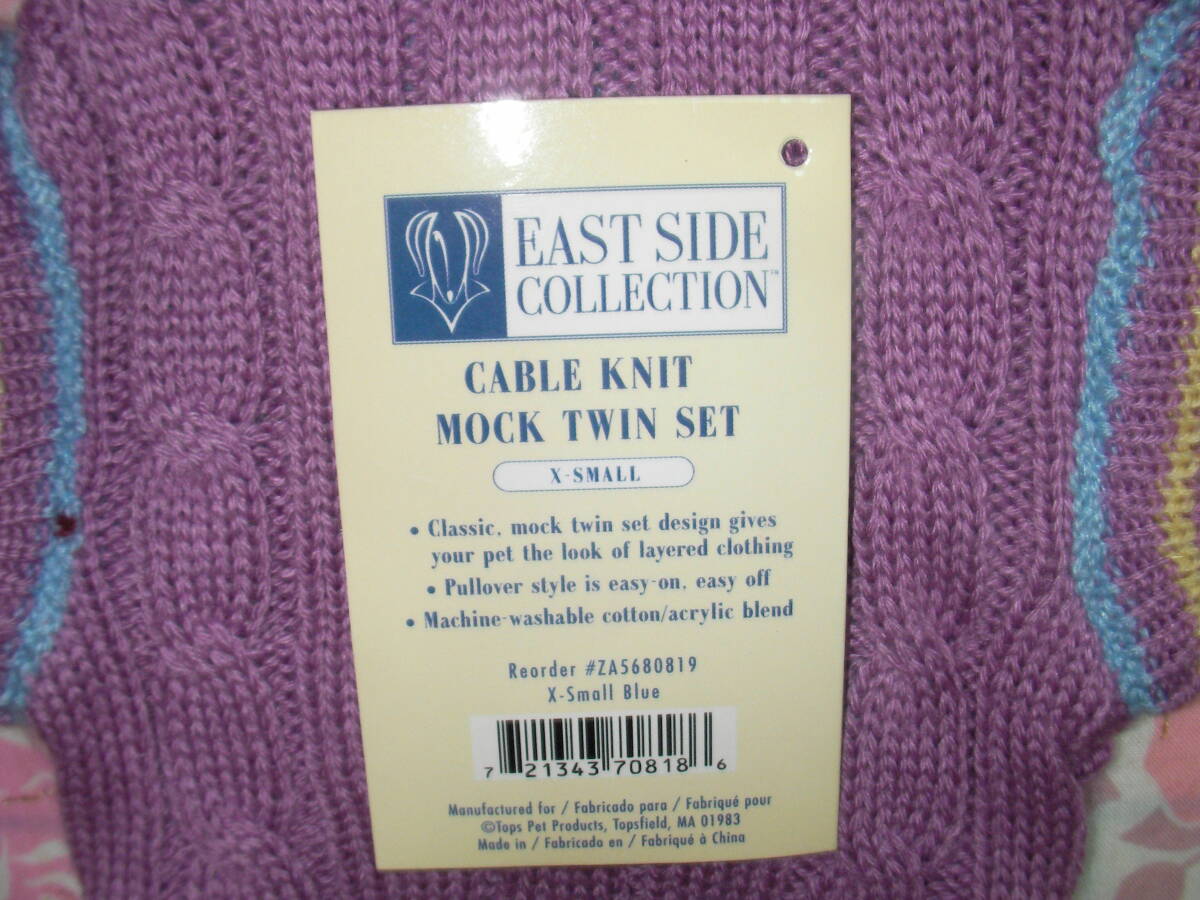 EAST SIDE
COLLECTION™
CABLE KNIT
MOCK TWIN SET
X-SMALL
• Classic, mock twin set design gives
your pet the look of layered clothing
• Pullover style is easy-on, easy off
• Machine-washable cotton/acrylic blend
Reorder #ZA5680819
X-Small Blue
7 21343 70818 6
Manufactured for / Fabricado para / Fabriqué pour
©Tops Pet Products, Topsfield, MA 01983
Made in / Fabricado en / Fabriqué à China